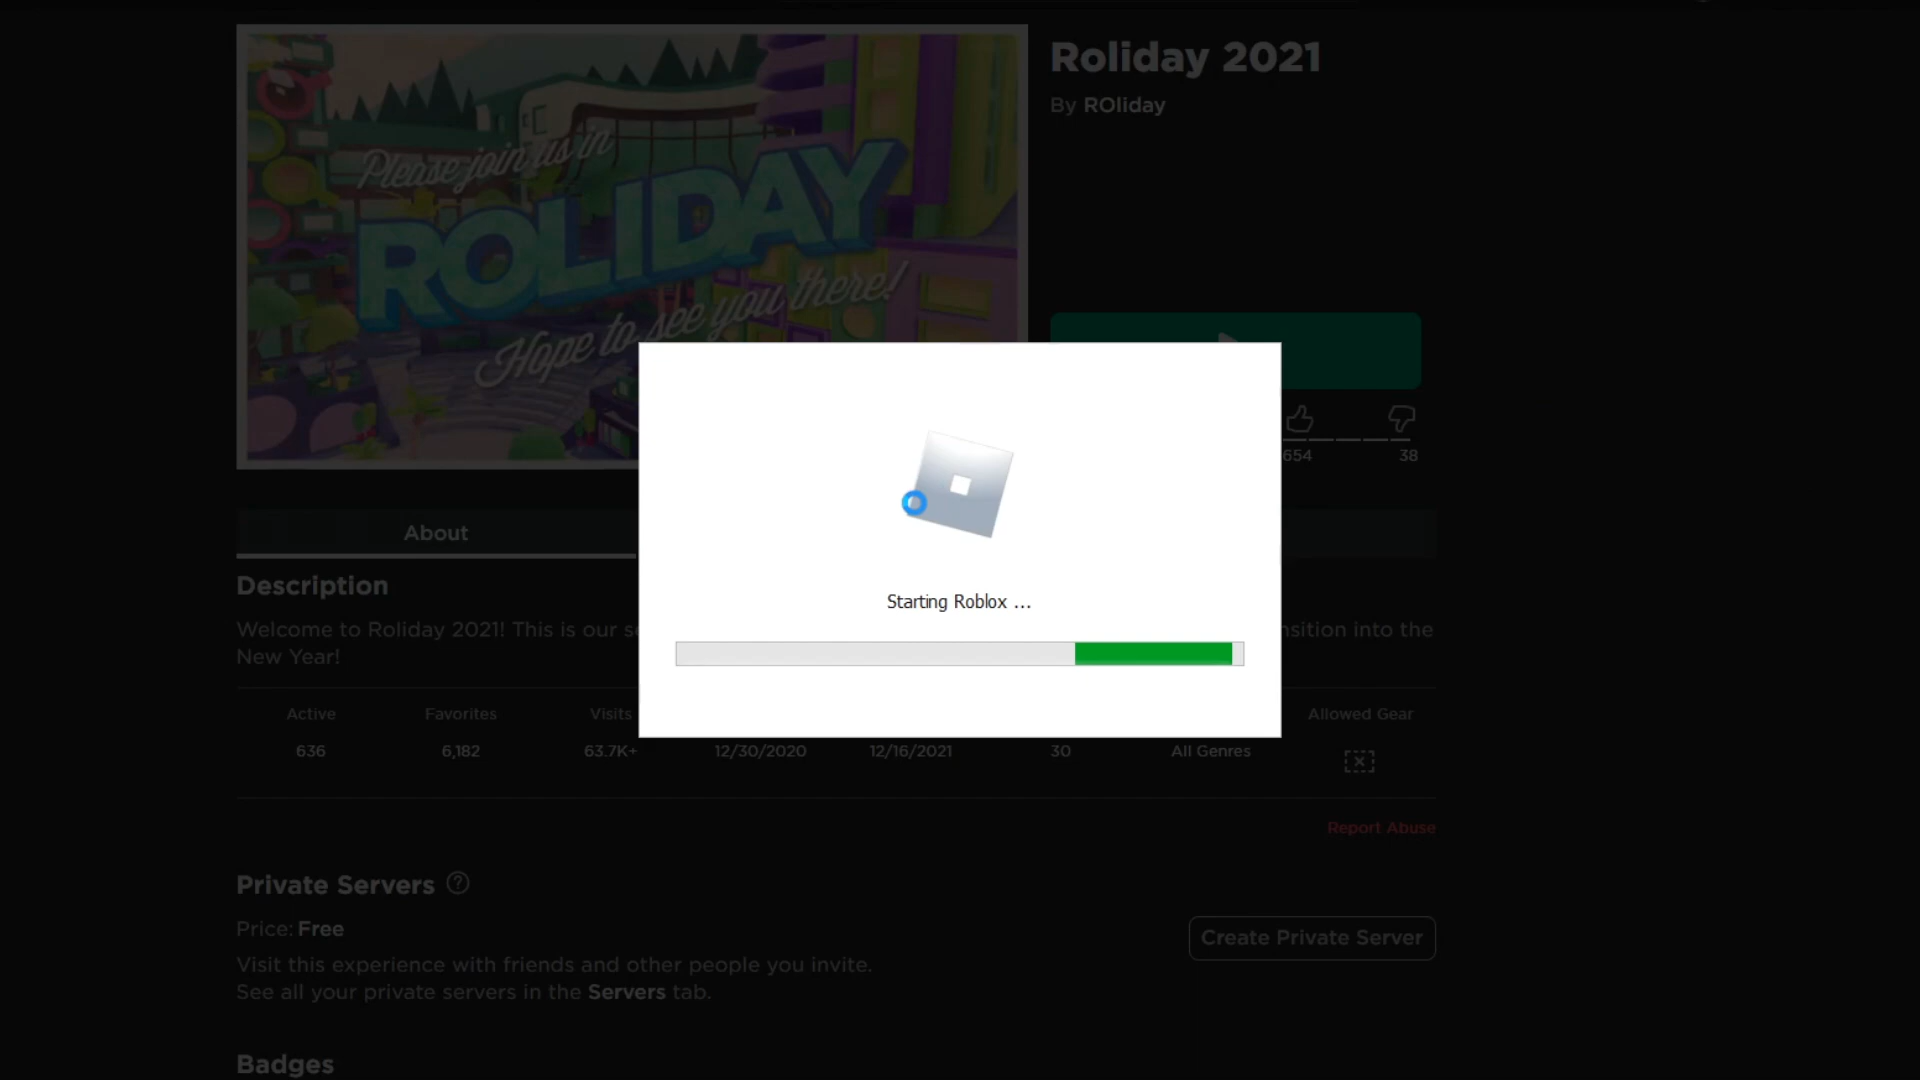 Roliday 2021
By ROliday
Please join us in
ROLIDAY
Hope to see you there!
654
38
About
Starting Roblox ...
Description
Welcome to Roliday 2021! This is our
into the
New Year!
Active
Favorites
Visits
Allowed Gear
636
6,182
63.7K+
12/30/2020
12/16/2021
30
All Genres
Report Abuse
Private Servers
Price: Free
Create Private Server
Visit this experience with friends and other people you invite.
See all your private servers in the Servers tab.
Badges